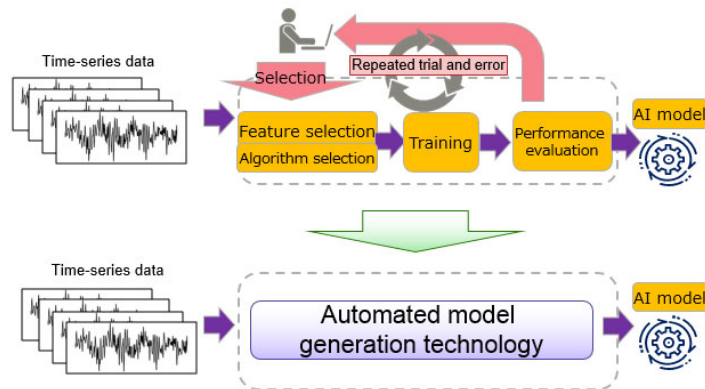 Time-series data
Selection
Repeated trial and error
Feature selection
Algorithm selection
Training
Performance
evaluation
AI model
Time-series data
Automated model
generation technology
AI model